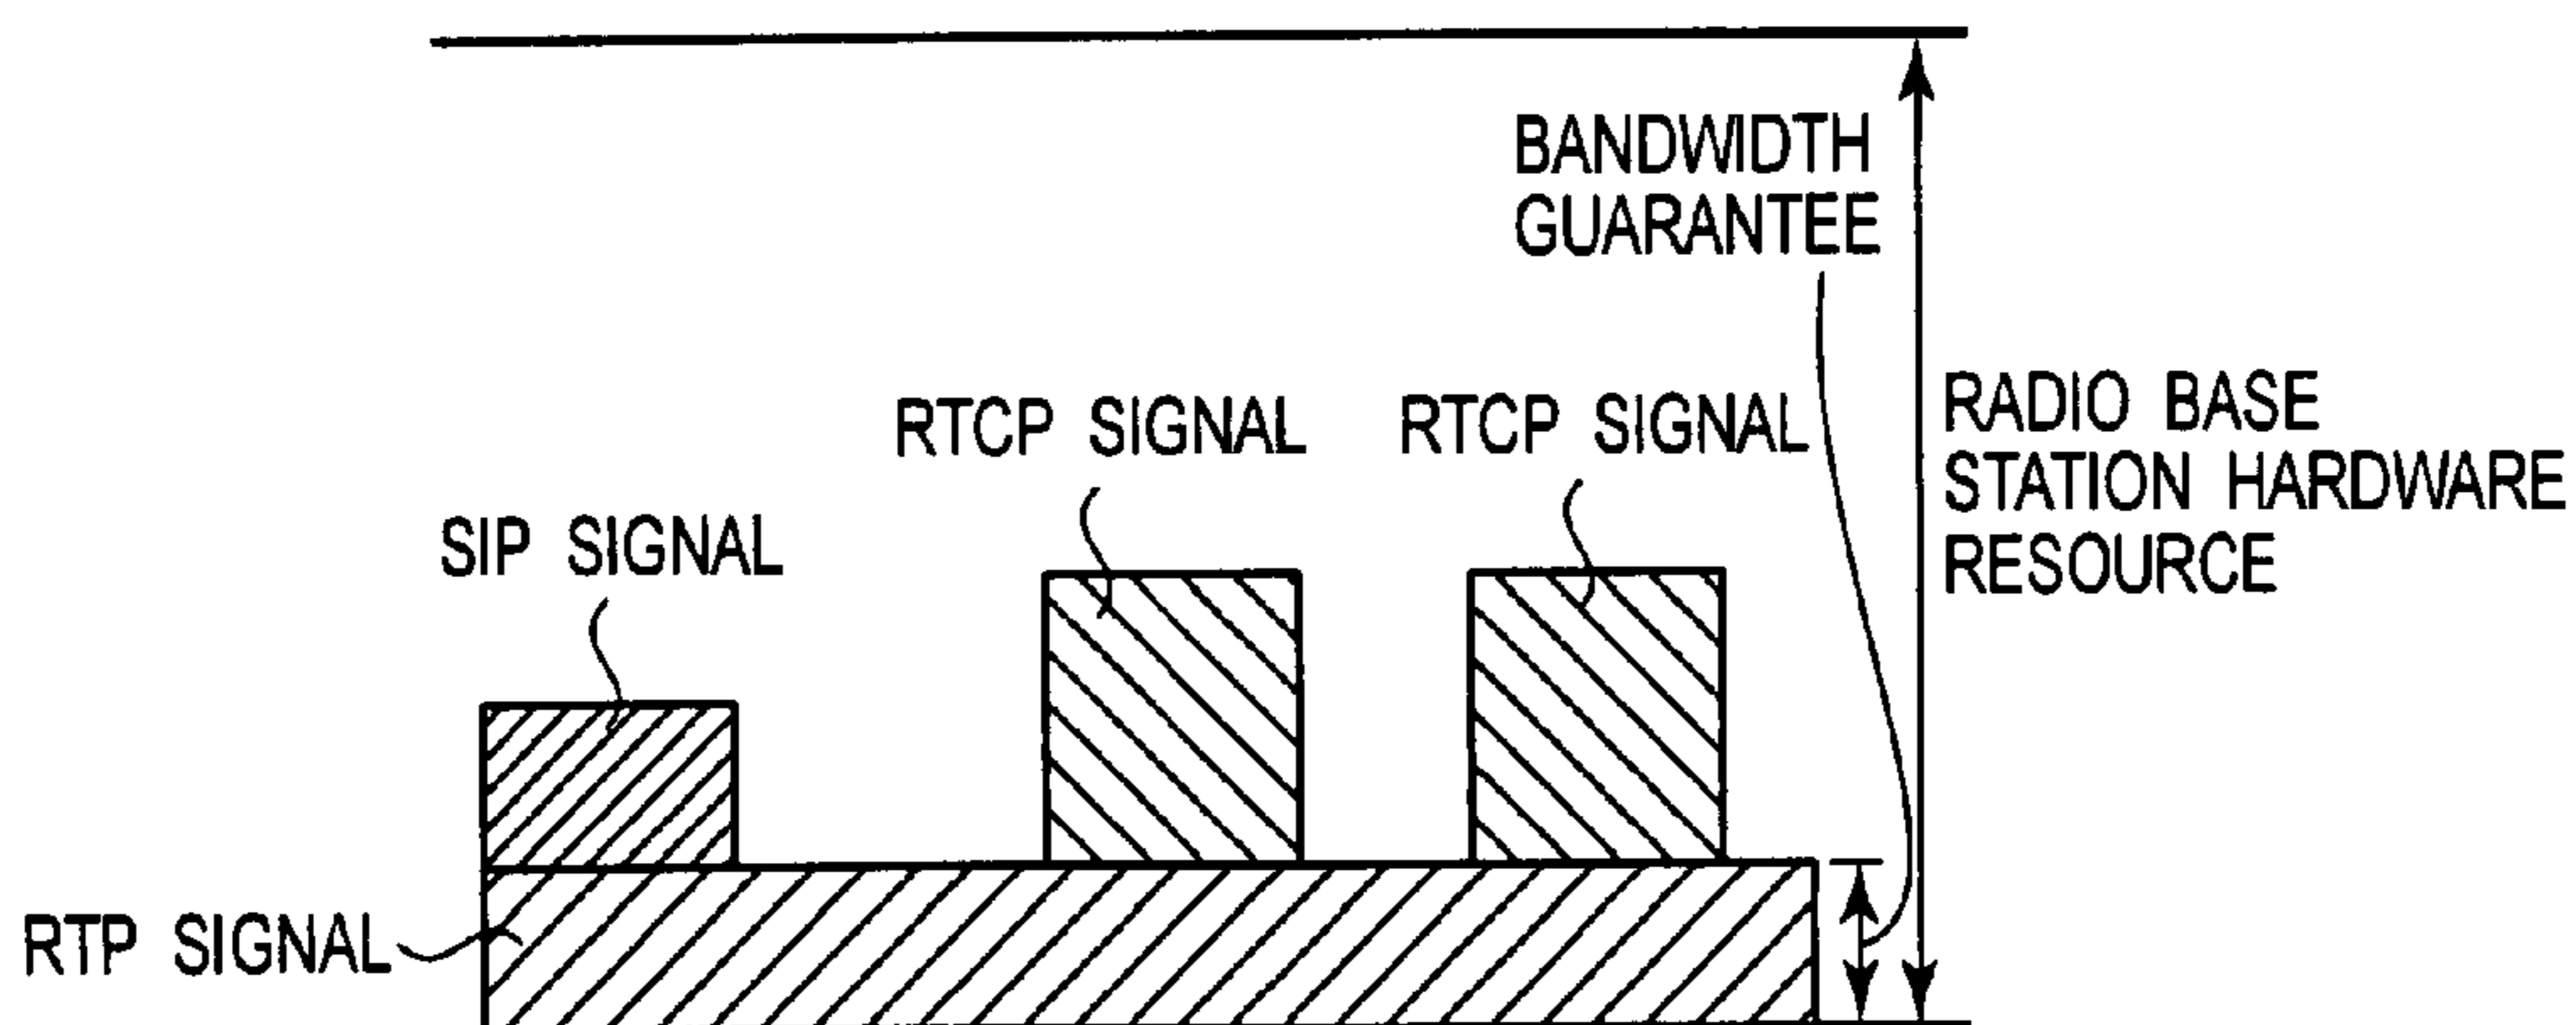 BANDWIDTH
GUARANTEE
RADIO BASE
STATION HARDWARE
RESOURCE
RTCP SIGNAL
RTCP SIGNAL
SIP SIGNAL
RTP SIGNAL